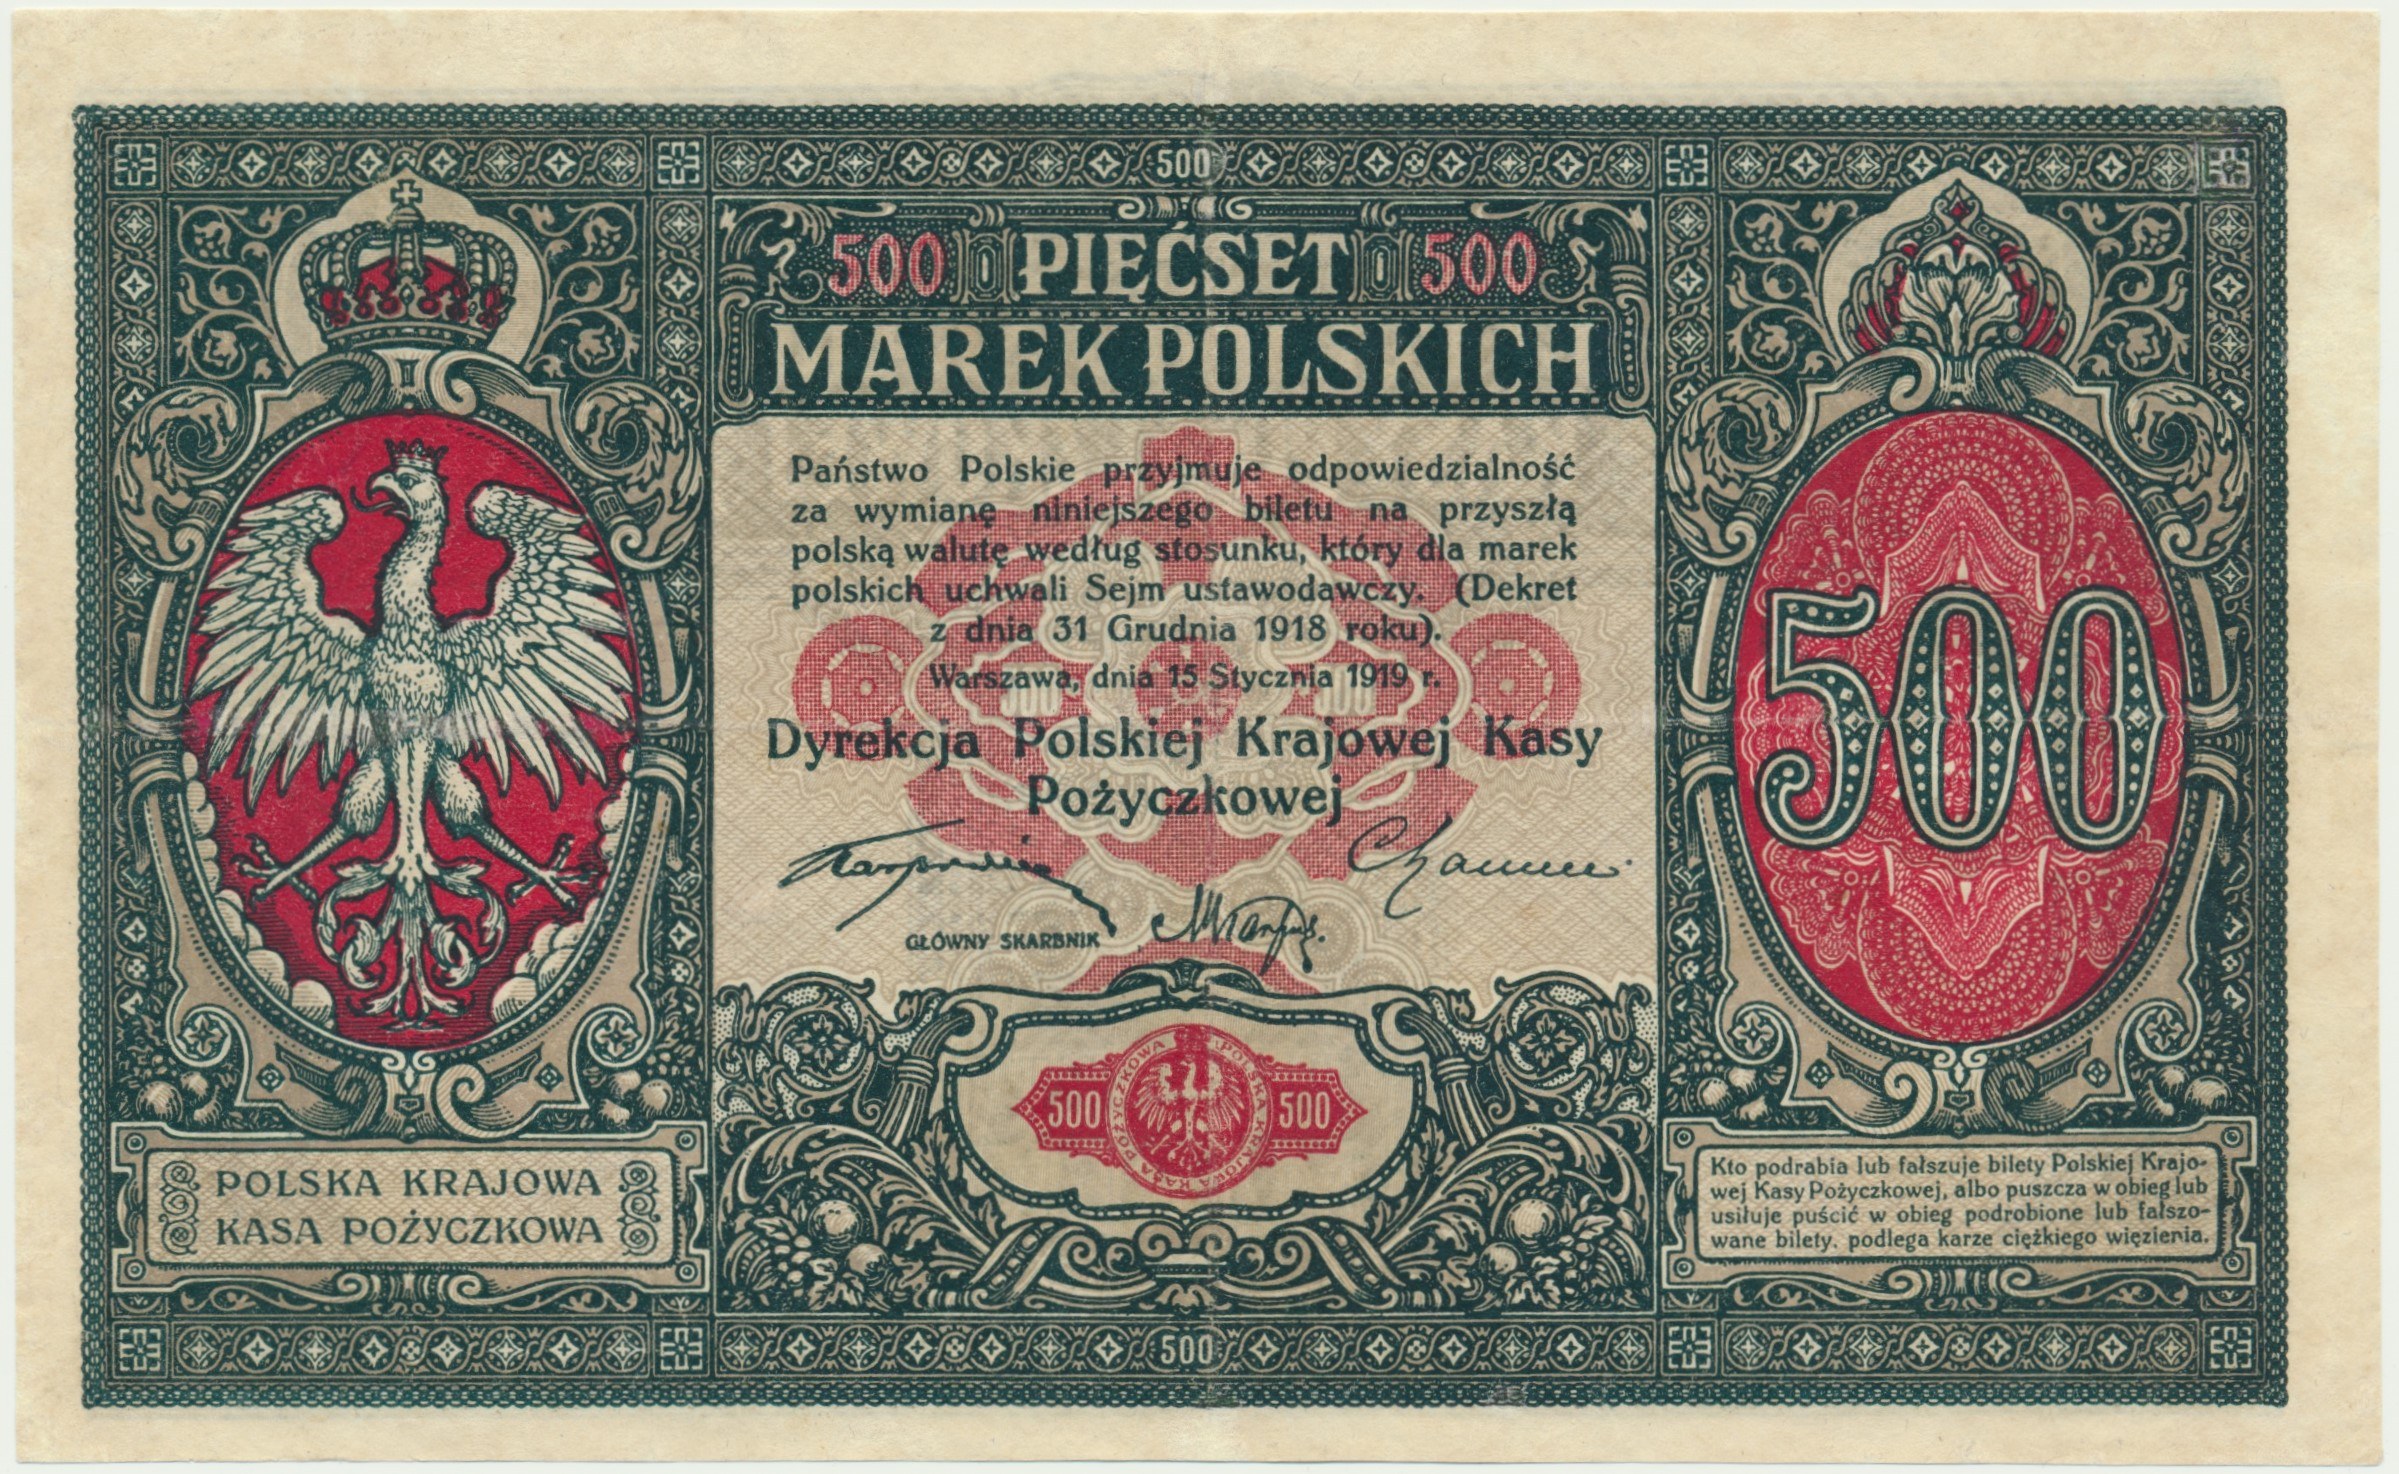 500
500 PIĘĆSET 500
MAREK POLSKICH
Państwo Polskie przyjmuje odpowiedzialność
za wymianę niniejszego biletu na przyszłą
polską walutę według stosunku, który dla marek
polskich uchwali Sejm ustawodawczy. (Dekret
z dnia 31 Grudnia 1918 roku).
Warszawa, dnia 15 Stycznia 1919 r.
Dyrekcja Polskiej Krajowej Kasy
Pożyczkowej
GŁÓWNY SKARBNIK
500
500 500
POLSKA KRAJOWA KASA POŻYCZKOWA
POLSKA KRAJOWA
KASA POŻYCZKOWA
Kto podrabia lub fałszuje bilety Polskiej Krajo-
wej Kasy Pożyczkowej, albo puszcza w obieg lub
usiłuje puścić w obieg podrobione lub fałszo-
wane bilety, podlega karze ciężkiego więzienia.
500